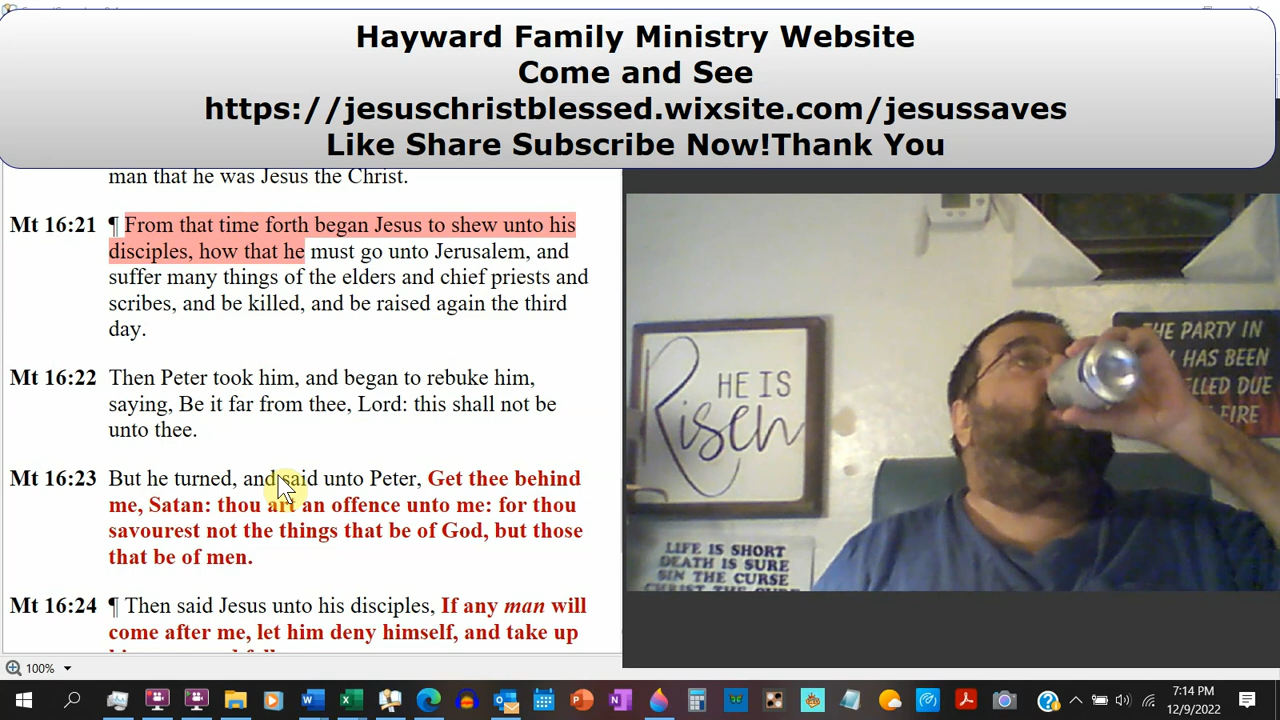 Hayward Family Ministry Website
Come and See
https://jesuschristblessed.wixsite.com/jesussaves
Like Share Subscribe Now!Thank You
man that he was Jesus the Christ.
Mt 16:21 ¶ From that time forth began Jesus to shew unto his
disciples, how that he must go unto Jerusalem, and
suffer many things of the elders and chief priests and
scribes, and be killed, and be raised again the third
day.
Mt 16:22 Then Peter took him, and began to rebuke him,
saying, Be it far from thee, Lord: this shall not be
unto thee.
Mt 16:23 But he turned, and said unto Peter, Get thee behind
me, Satan: thou art an offence unto me: for thou
savourest not the things that be of God, but those
that be of men.
Mt 16:24 ¶ Then said Jesus unto his disciples, If any man will
come after me, let him deny himself, and take up
HE IS
Risen
THE PARTY IN
HAS BEEN
DUE
FIRE
LIFE IS SHORT
DEATH IS SURE
SIN THE CURSE
100%
7:14 PM
12/9/2022